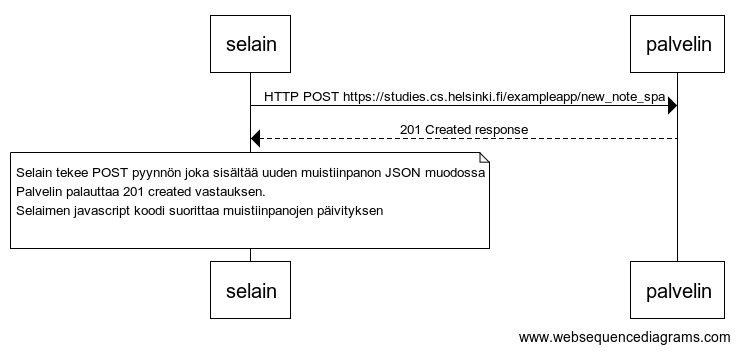 selain palvelin
HTTP POST https://studies.cs.helsinki.fi/exampleapp/new_note_spa
201 Created response
Selain tekee POST pyynnön joka sisältää uuden muistiinpanon JSON muodossa
Palvelin palauttaa 201 created vastauksen.
Selaimen javascript koodi suorittaa muistiinpanojen päivityksen
selain palvelin
www.websequencediagrams.com